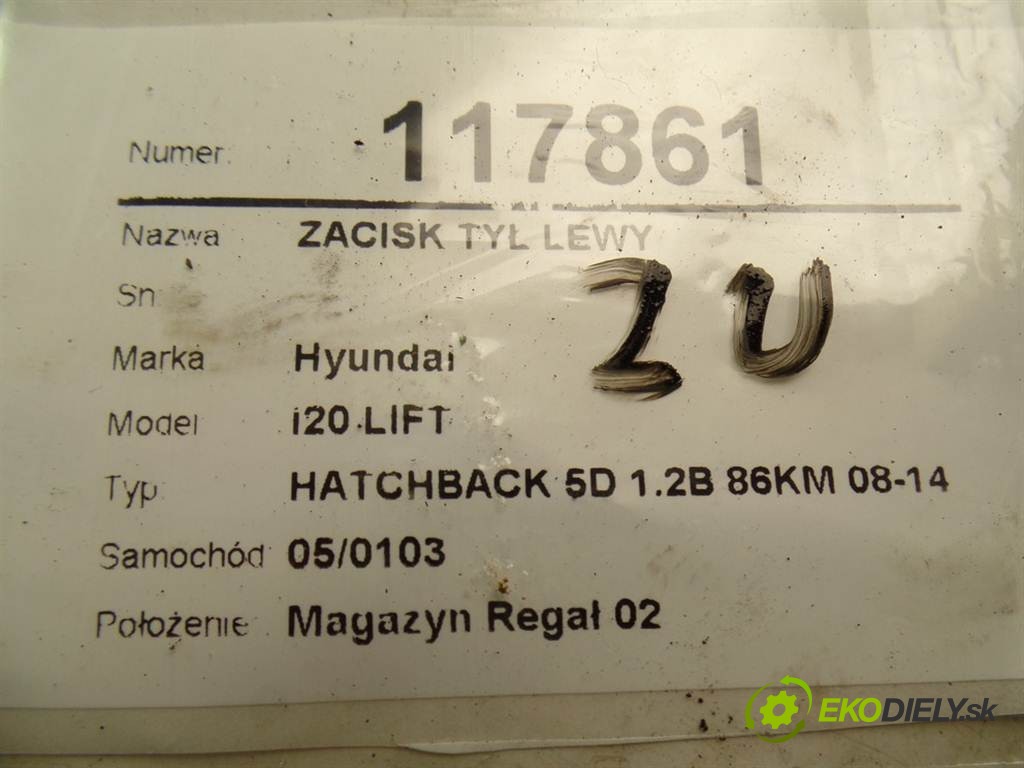 Numer: 117861
Nazwa ZACISK TYŁ LEWY
Sn
ZU
Marka Hyundai
Model i20 LIFT
Typ HATCHBACK 5D 1.2B 86KM 08-14
Samochód 05/0103
Położenie Magazyn Regał 02
EKODIELY.sk